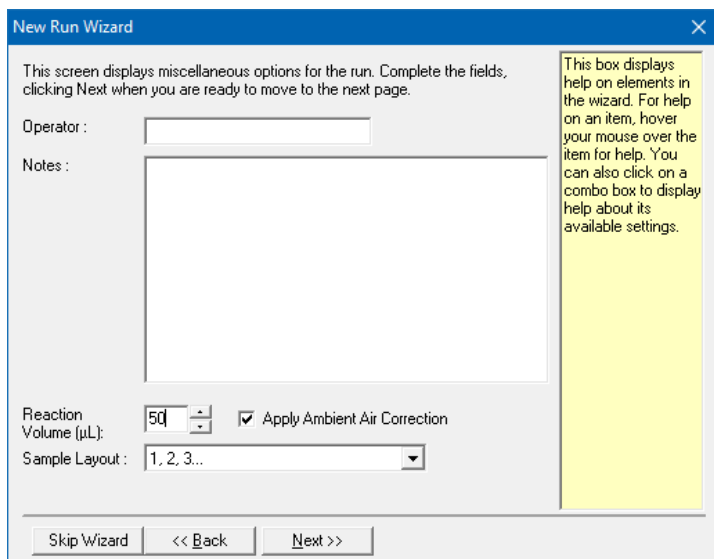 New Run Wizard
This screen displays miscellaneous options for the run. Complete the fields,
clicking Next when you are ready to move to the next page.
Operator :
Notes :
Reaction
Volume (µL):
50
Apply Ambient Air Correction
Sample Layout :
1, 2, 3...
Skip Wizard
<< Back
Next >>
This box displays
help on elements in
the wizard. For help
on an item, hover
your mouse over the
item for help. You
can also click on a
combo box to display
help about its
available settings.